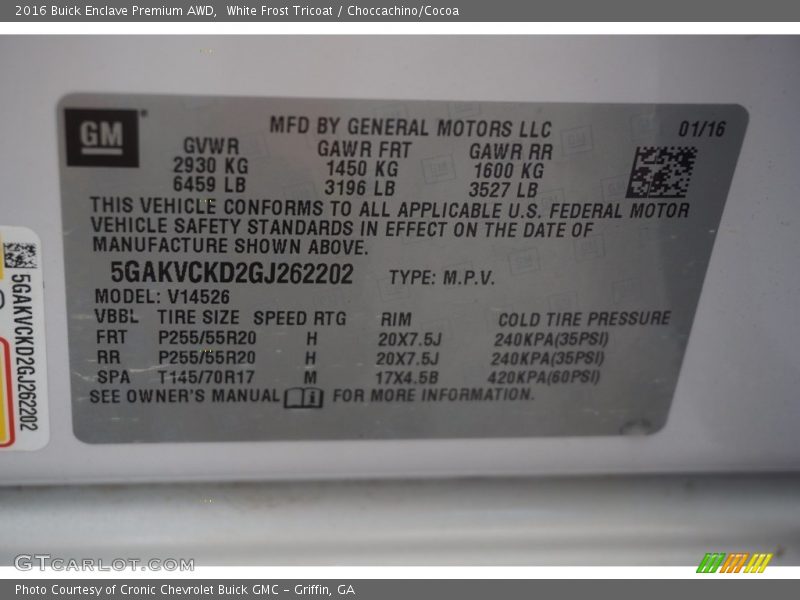 2016 Buick Enclave Premium AWD,  White Frost Tricoat / Choccachino/Cocoa
GM
MFD BY GENERAL MOTORS LLC 01/16
GVWR GAWR FRT GAWR RR
2930 KG 1450 KG 1600 KG
6459 LB 3196 LB 3527 LB
THIS VEHICLE CONFORMS TO ALL APPLICABLE U.S. FEDERAL MOTOR
VEHICLE SAFETY STANDARDS IN EFFECT ON THE DATE OF
MANUFACTURE SHOWN ABOVE.
5GAKVCKD2GJ262202 TYPE: M.P.V.
MODEL: V14526
VBBL TIRE SIZE SPEED RTG RIM COLD TIRE PRESSURE
FRT P255/55R20 H 20X7.5J 240KPA(35PSI)
RR P255/55R20 H 20X7.5J 240KPA(35PSI)
SPA T145/70R17 M 17X4.5B 420KPA(60PSI)
SEE OWNER'S MANUAL i FOR MORE INFORMATION.
5GAKVCKD2GJ262202
GTCARLOT.COM
Photo Courtesy of Cronic Chevrolet Buick GMC – Griffin, GA